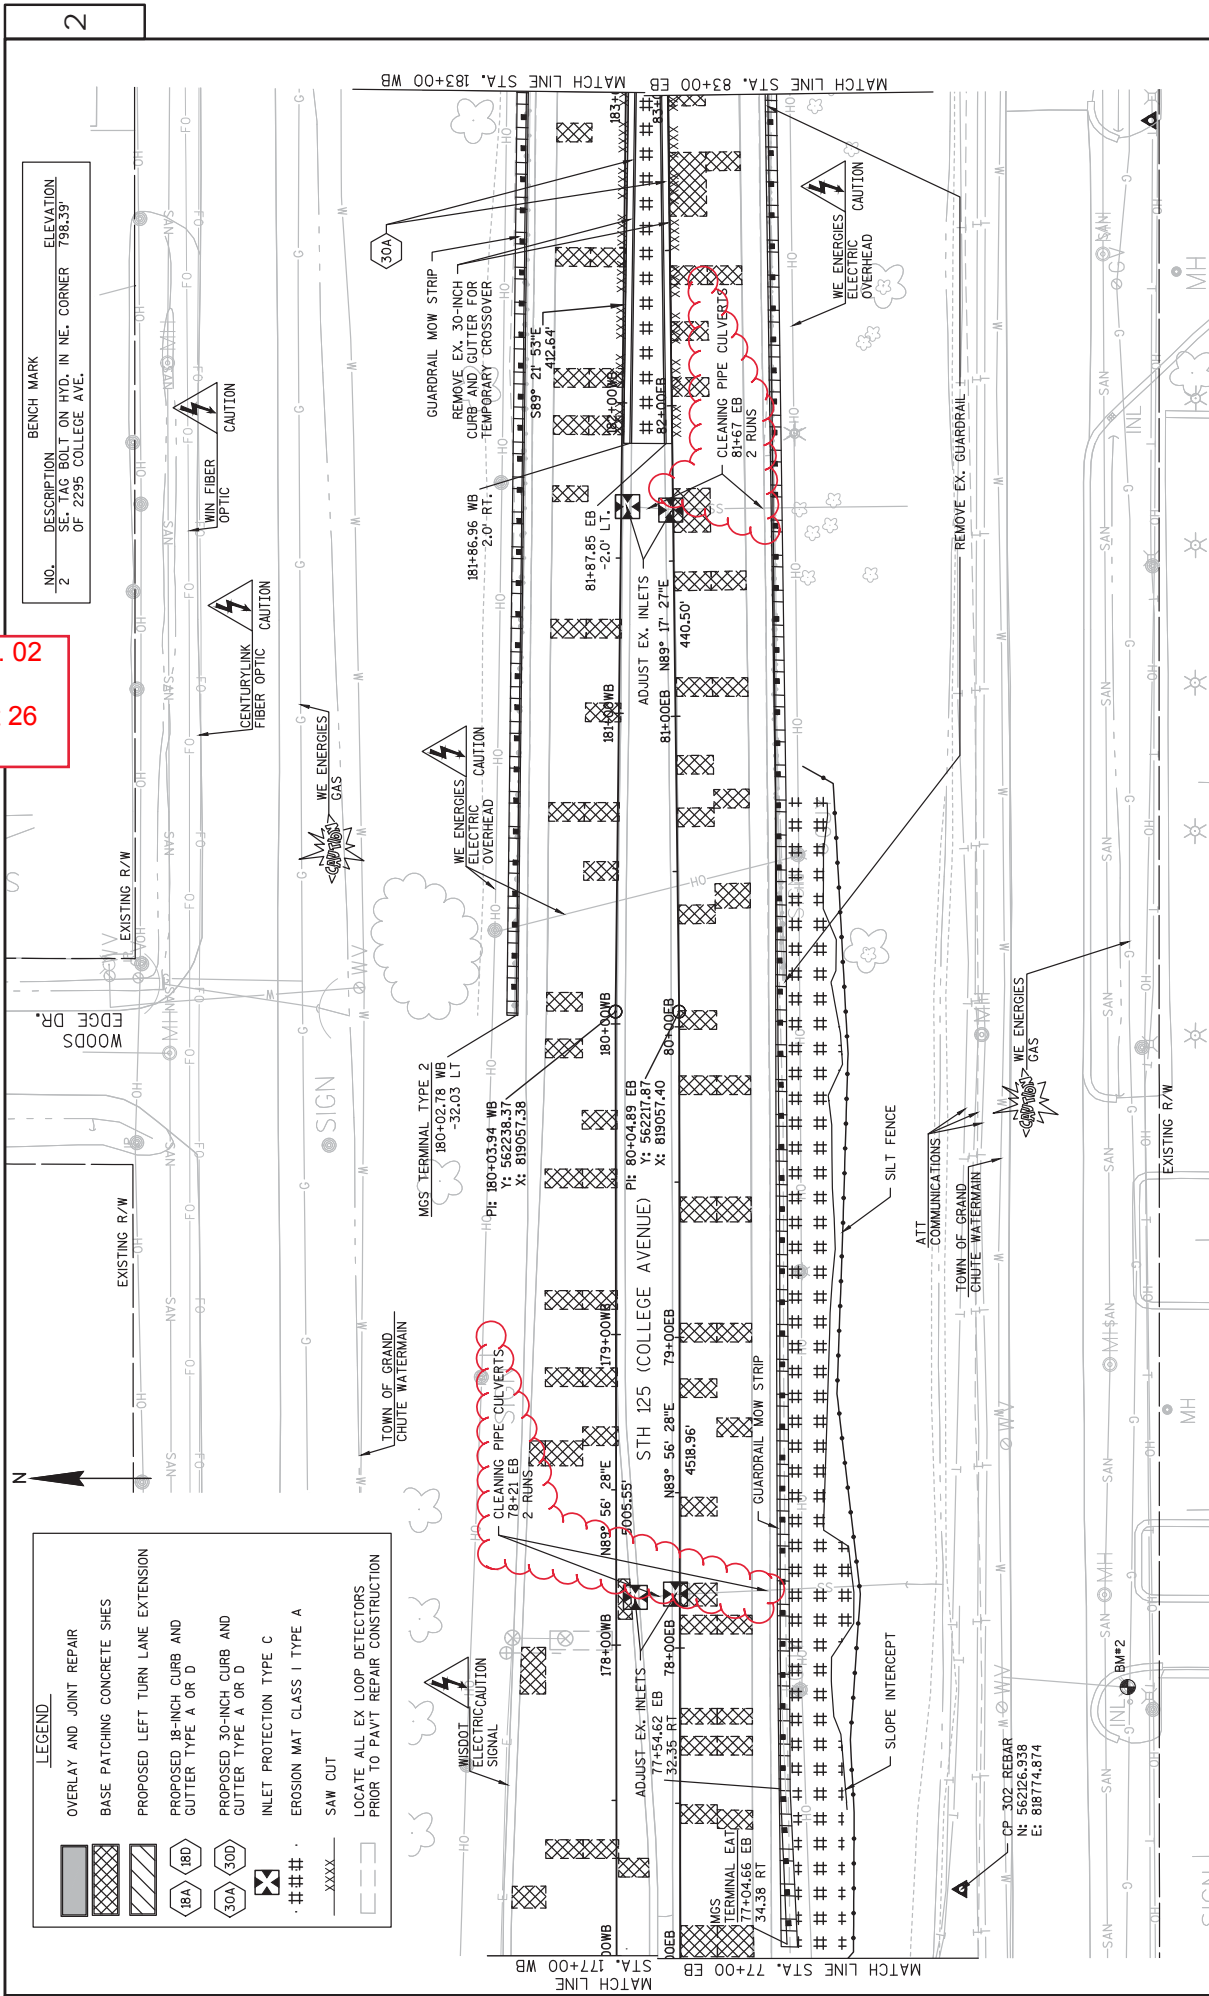 2
BENCH MARK
NO.
DESCRIPTION
ELEVATION
2
SE. TAG BOLT ON HYD. IN NE. CORNER
OF 2295 COLLEGE AVE.
798.39'
02
26
N
LEGEND
OVERLAY AND JOINT REPAIR
BASE PATCHING CONCRETE SHES
PROPOSED LEFT TURN LANE EXTENSION
18A
18D
PROPOSED 18-INCH CURB AND
GUTTER TYPE A OR D
30A
30D
PROPOSED 30-INCH CURB AND
GUTTER TYPE A OR D
INLET PROTECTION TYPE C
EROSION MAT CLASS I TYPE A
XXXX
SAW CUT
LOCATE ALL EX LOOP DETECTORS
PRIOR TO PAV'T REPAIR CONSTRUCTION
EXISTING R/W
EXISTING R/W
WOODS
EDGE DR.
CENTURYLINK
FIBER OPTIC
CAUTION
WIN FIBER
OPTIC
CAUTION
WE ENERGIES
GAS
CAUTION
TOWN OF GRAND
CHUTE WATERMAIN
SIGN
WE ENERGIES
ELECTRIC
OVERHEAD
CAUTION
MGS TERMINAL TYPE 2
180+02.78 WB
-32.03 LT
PI: 180+03.94 WB
Y: 562238.37
X: 819057.38
PI: 80+04.89 EB
Y: 562217.87
X: 819057.40
GUARDRAIL MOW STRIP
REMOVE EX. 30-INCH
CURB AND GUTTER FOR
TEMPORARY CROSSOVER
30A
S89° 21' 53"E
412.64'
181+86.96 WB
2.0' RT.
81+87.85 EB
-2.0' LT.
ADJUST EX. INLETS
N89° 17' 27"E
440.50'
CLEANING PIPE CULVERTS
81+67 EB
2 RUNS
MATCH LINE STA. 183+00 WB
MATCH LINE STA. 83+00 EB
WE ENERGIES
ELECTRIC
OVERHEAD
CAUTION
REMOVE EX. GUARDRAIL
CLEANING PIPE CULVERTS
78+21 EB
2 RUNS
N89° 56' 28"E
5005.55'
STH 125 (COLLEGE AVENUE)
N89° 56' 28"E
4518.96'
178+00WB
179+00WB
180+00WB
181+00WB
78+00EB
79+00EB
80+00EB
81+00EB
82+00EB
WISDOT
ELECTRIC
SIGNAL
CAUTION
ADJUST EX. INLETS
77+54.62 EB
32.35 RT
MGS
TERMINAL EAT
77+04.66 EB
34.38 RT
MATCH LINE
STA. 177+00 WB
MATCH LINE STA. 77+00 EB
GUARDRAIL MOW STRIP
SLOPE INTERCEPT
SILT FENCE
ATT
COMMUNICATIONS
TOWN OF GRAND
CHUTE WATERMAIN
WE ENERGIES
GAS
CAUTION
CP 302 REBAR
N: 562126.938
E: 818774.874
BM#2
EXISTING R/W
INL
MH
MH